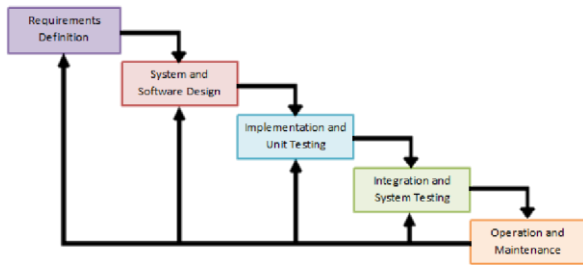 Requirements
Definition
System and
Software Design
Implementation and
Unit Testing
Integration and
System Testing
Operation and
Maintenance